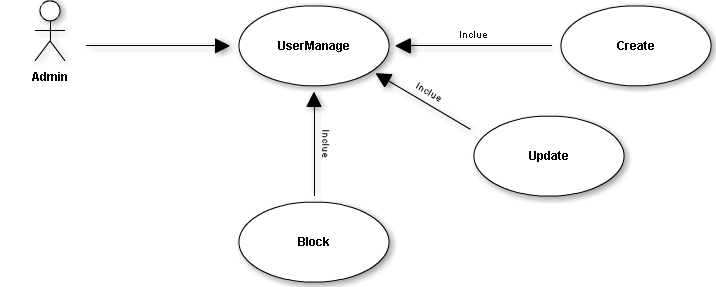 Inclue
UserManage
Create
Admin
Inclue
Update
Inclue
Block